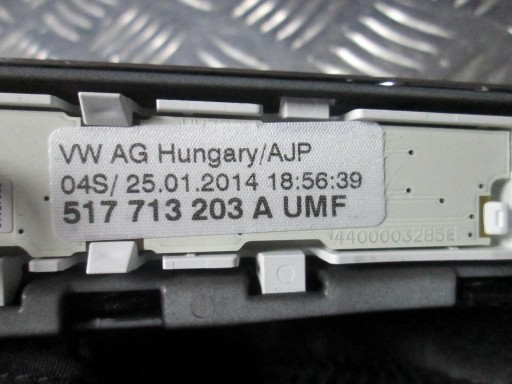 VW AG Hungary/AJP
04S/ 25.01.2014 18:56:39
517 713 203 A UMF
4400003285E